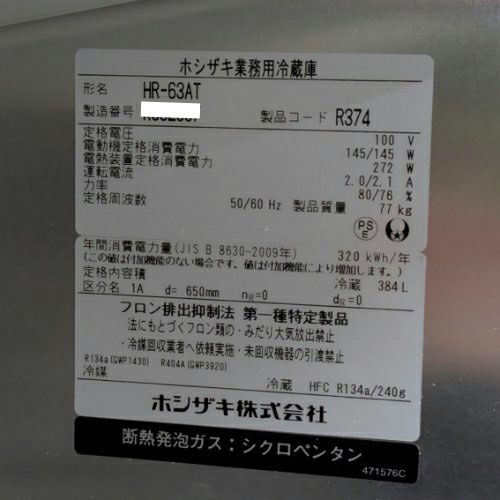 ホシザキ業務用冷蔵庫
形名 HR-63AT
製造番号 製品コード R374
定格電圧 100 V
電動機定格消費電力 145/145 W
電熱装置定格消費電力 272 W
運転電流 2.0/2.1 A
力率 80/76 %
定格周波数 50/60 Hz 製品質量 77 kg
PS
E
年間消費電力量(JIS B 8630-2009年) 320 kWh/年
(この値は付加機能のない場合です。値は付加機能により増加します。)
定格内容積 冷蔵 384 L
区分名 1A d= 650mm nR=0 dR=0
フロン排出抑制法 第一種特定製品
・法にもとづくフロン類の・みだり大気放出禁止
・冷媒回収業者へ依頼実施・未回収機器の引渡禁止
R134a(GWP1430) R404A(GWP3920)
冷媒 冷蔵 HFC R134a/240g
ホシザキ株式会社
断熱発泡ガス：シクロペンタン
471576C